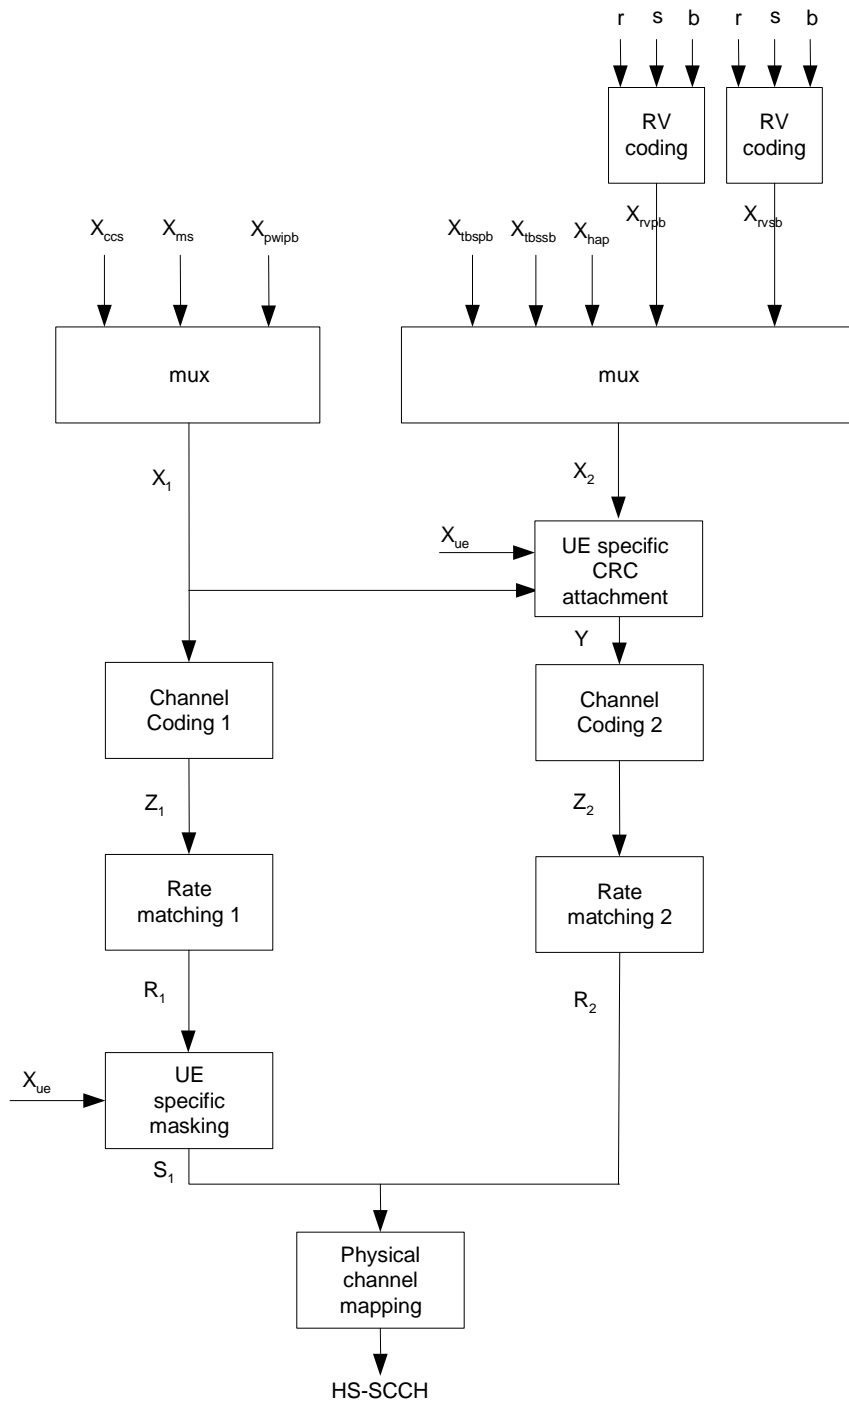 r s b r s b
RV
coding
RV
coding
X_ccs X_ms X_pwipb X_tbspb X_tbssb X_hap X_rvpb X_rvsb
mux
mux
X_1
X_2
X_ue
UE specific
CRC
attachment
Y
Channel
Coding 1
Channel
Coding 2
Z_1
Z_2
Rate
matching 1
Rate
matching 2
R_1
R_2
X_ue
UE
specific
masking
S_1
Physical
channel
mapping
HS-SCCH